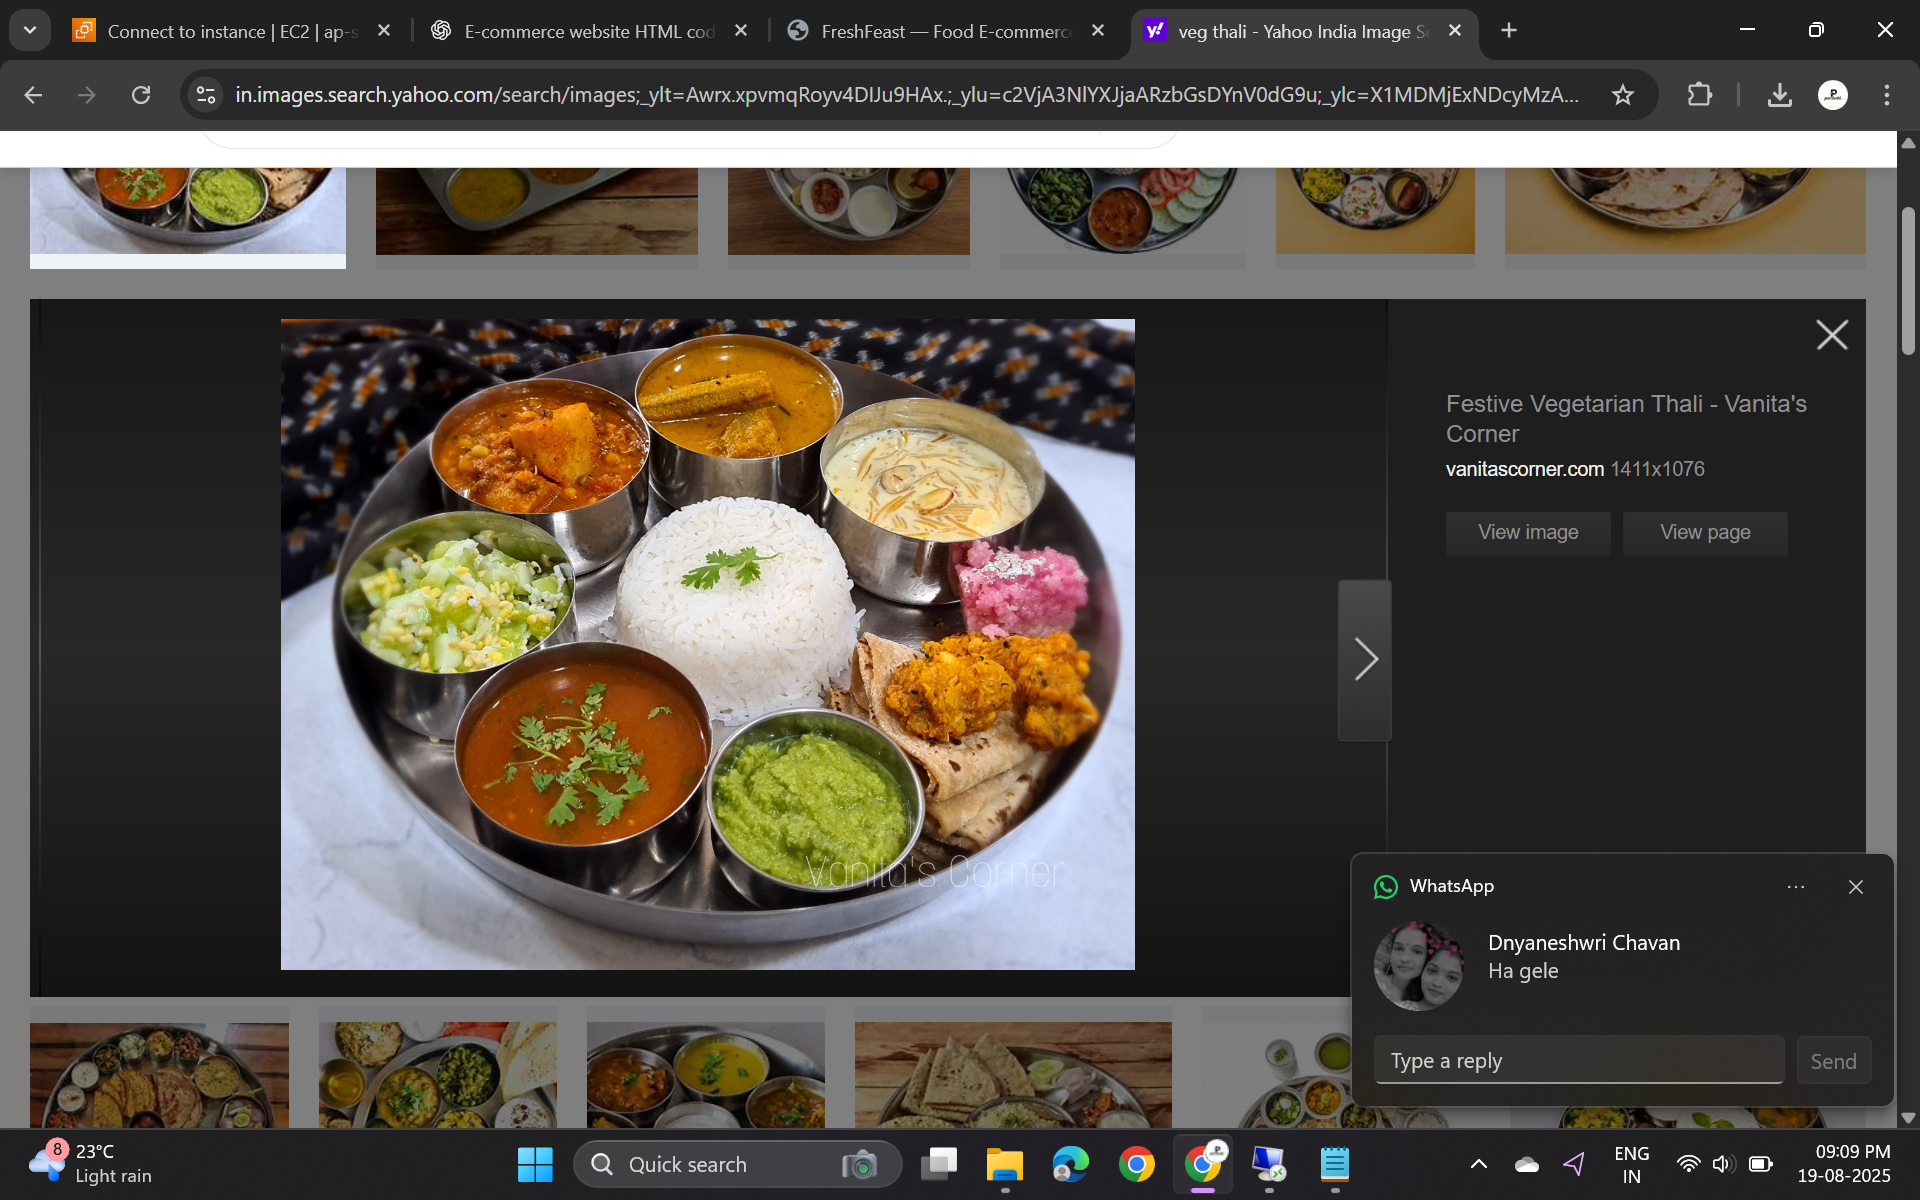 Connect to instance | EC2 | ap-s
E-commerce website HTML cod
FreshFeast — Food E-commerce
veg thali - Yahoo India Image Se
in.images.search.yahoo.com/search/images;_ylt=Awrx.xpvmqRoyv4DIJu9HAx.;_ylu=c2VjA3NlYXJjaARzbGsDYnV0dG9u;_ylc=X1MDMjExNDcyMzA...
Festive Vegetarian Thali - Vanita's
Corner
vanitascorner.com 1411x1076
View image
View page
Vanita's Corner
WhatsApp
Dnyaneshwri Chavan
Ha gele
Type a reply
Send
8
23°C
Light rain
Quick search
ENG
IN
09:09 PM
19-08-2025